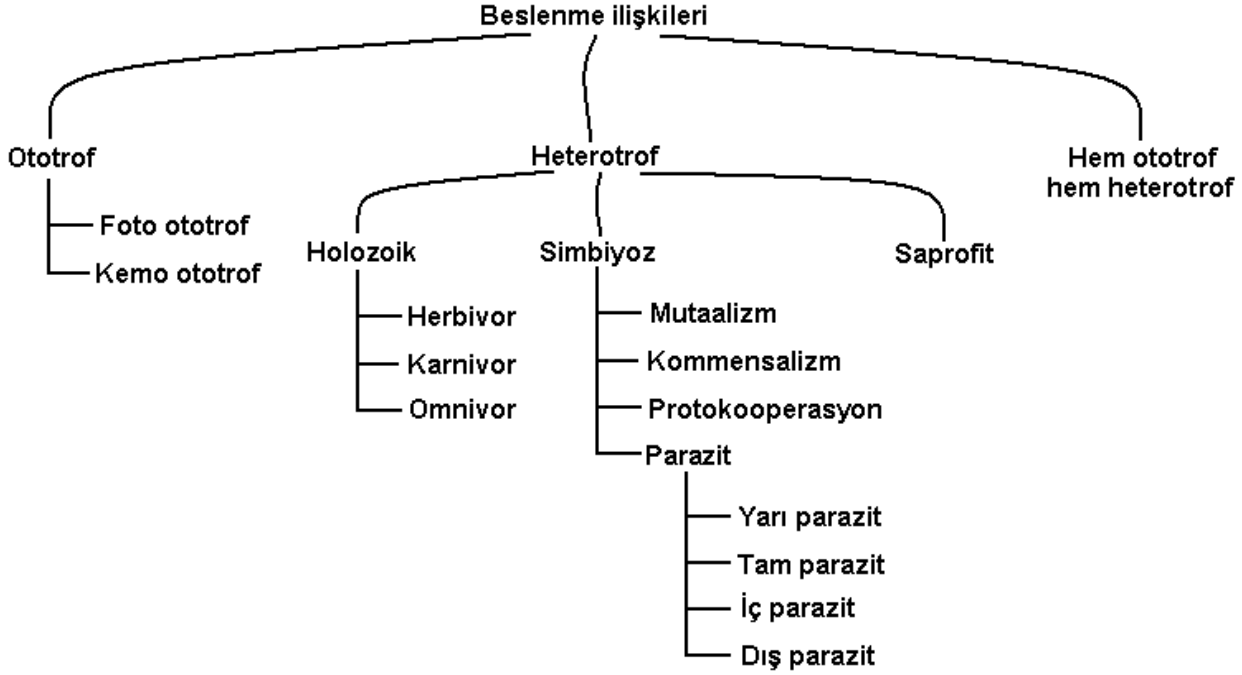 Beslenme ilişkileri
Ototrof
Foto ototrof
Kemo ototrof
Heterotrof
Holozoik
Herbivor
Karnivor
Omnivor
Simbiyoz
Mutaalizm
Kommensalizm
Protokooperasyon
Parazit
Yarı parazit
Tam parazit
İç parazit
Dış parazit
Saprofit
Hem ototrof
hem heterotrof